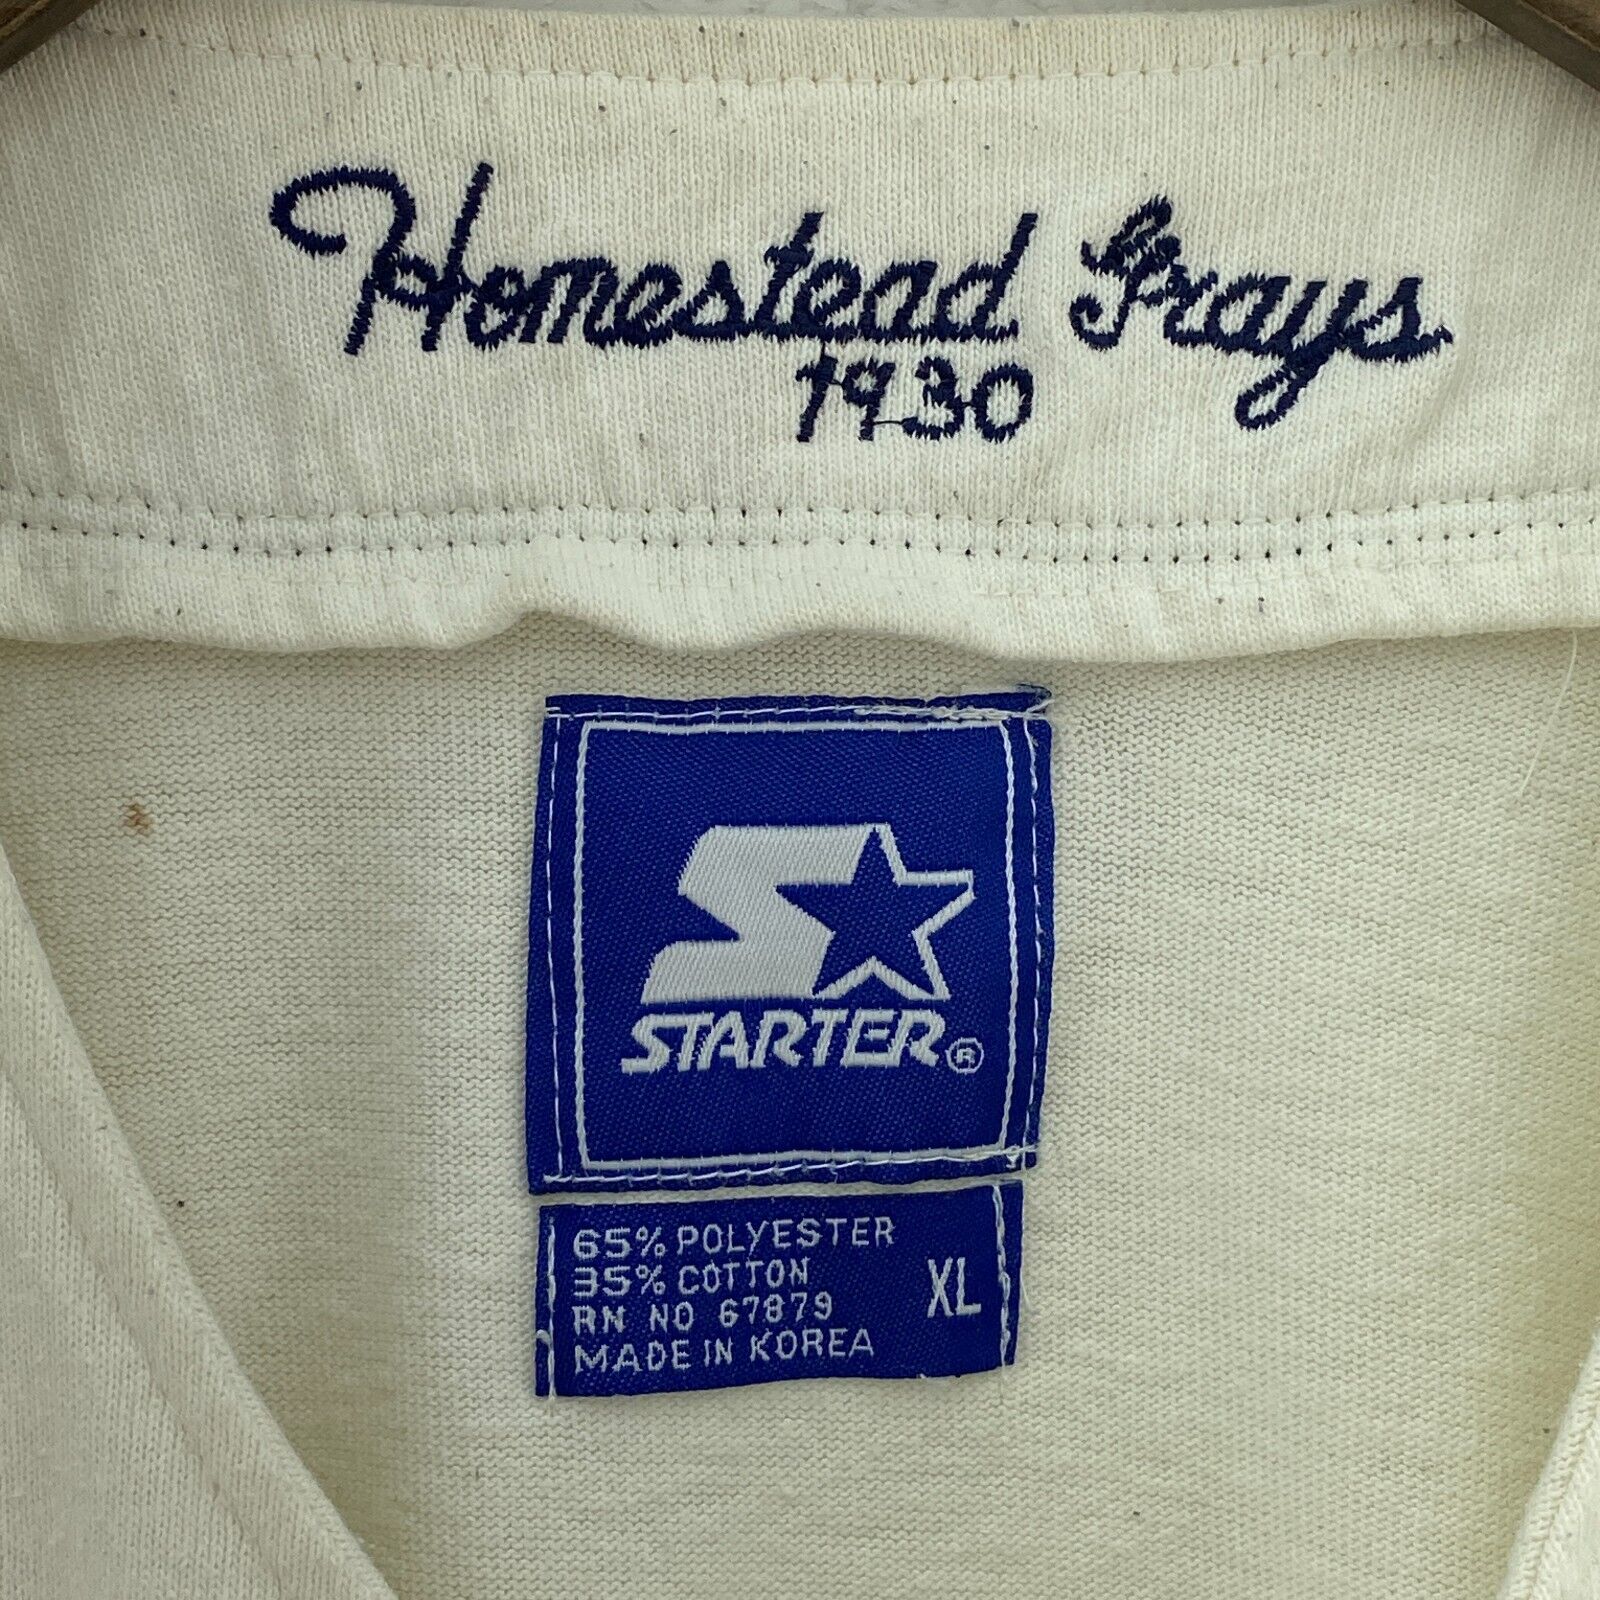 Homestead Grays
1930
STARTER®
65% POLYESTER
35% COTTON
RN NO 67879
MADE IN KOREA
XL